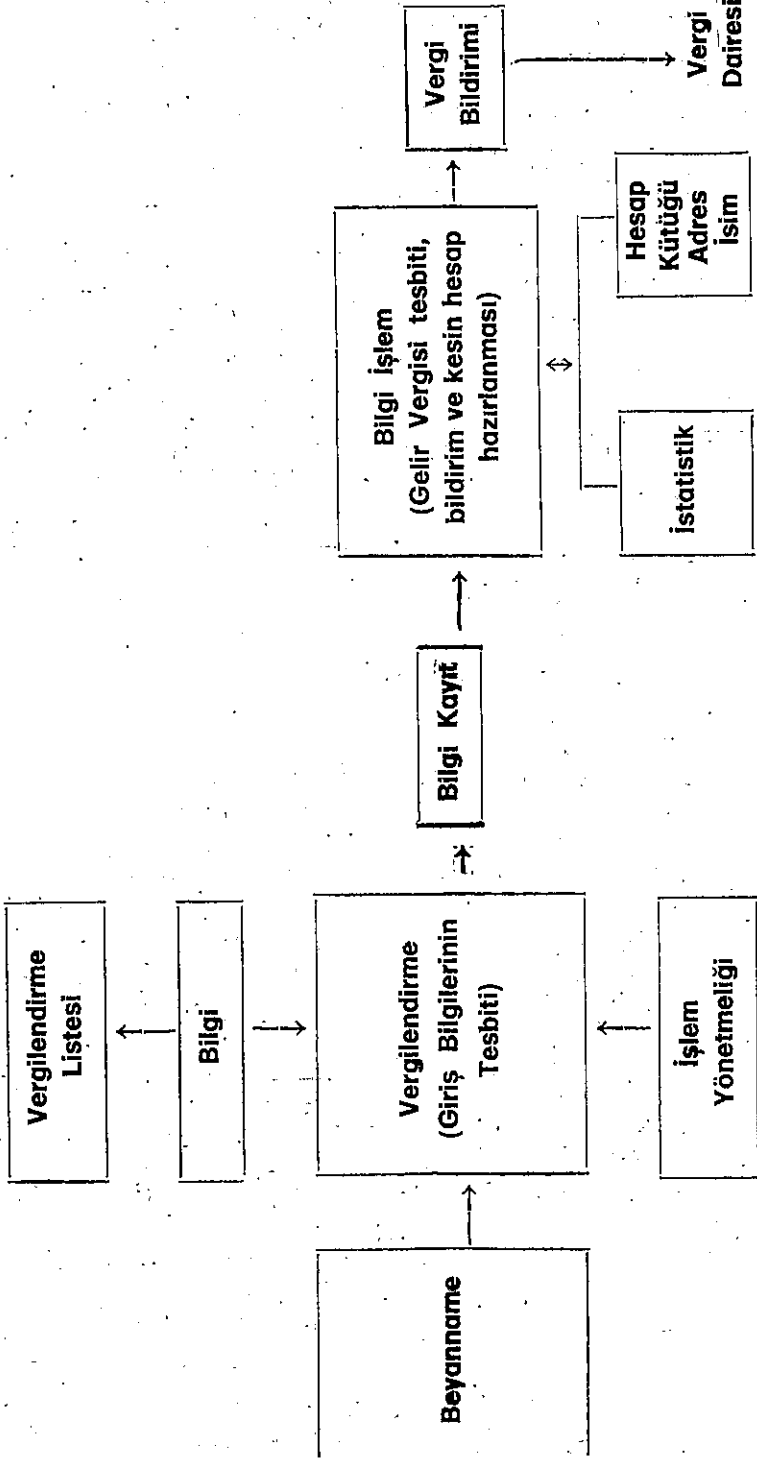 Vergilendirme
Listesi
Bilgi
Beyanname
Vergilendirme
(Giriş Bilgilerinin
Tesbiti)
İşlem
Yönetmeliği
Bilgi Kayıt
Bilgi İşlem
(Gelir Vergisi tesbiti,
bildirim ve kesin hesap
hazırlanması)
İstatistik
Hesap
Kütüğü
Adres
İsim
Vergi
Bildirimi
Vergi
Dairesi